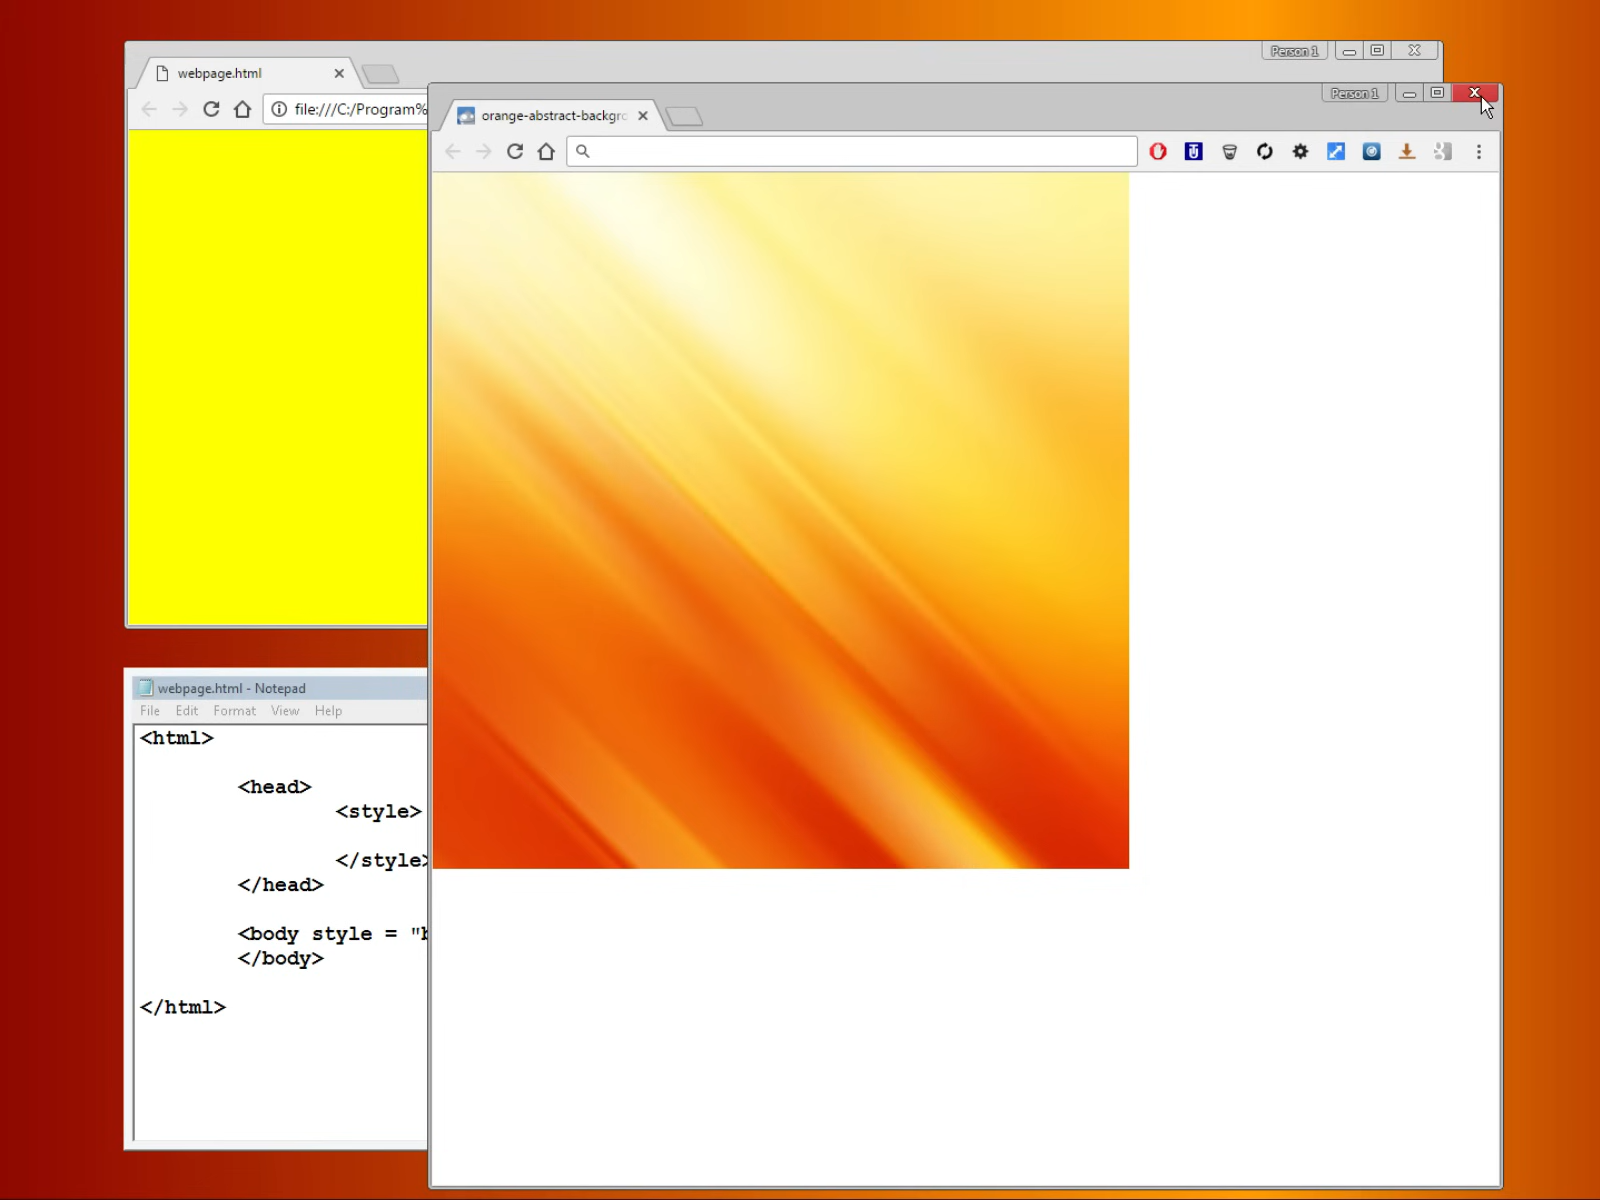 Person 1
webpage.html
file:///C:/Program%
Person 1
orange-abstract-backgro
webpage.html - Notepad
File Edit Format View Help
<html>
<head>
<style>
</style>
</head>
<body style = "b
</body>
</html>